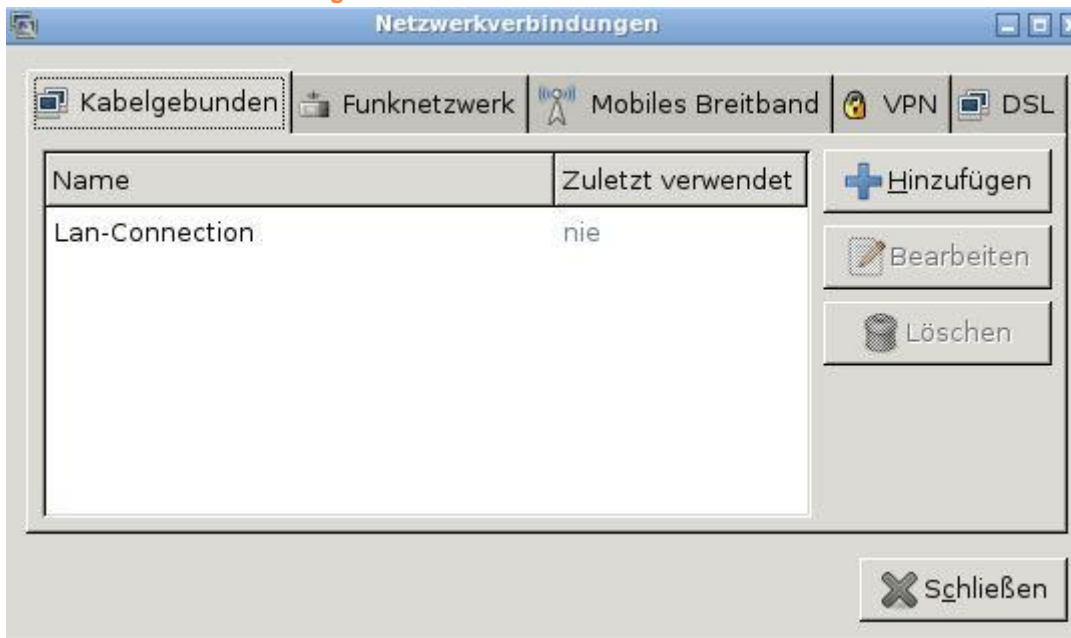 Netzwerkverbindungen
Kabelgebunden Funknetzwerk Mobiles Breitband VPN DSL
Name Zuletzt verwendet Hinzufügen
Lan-Connection nie
Bearbeiten
Löschen
Schließen